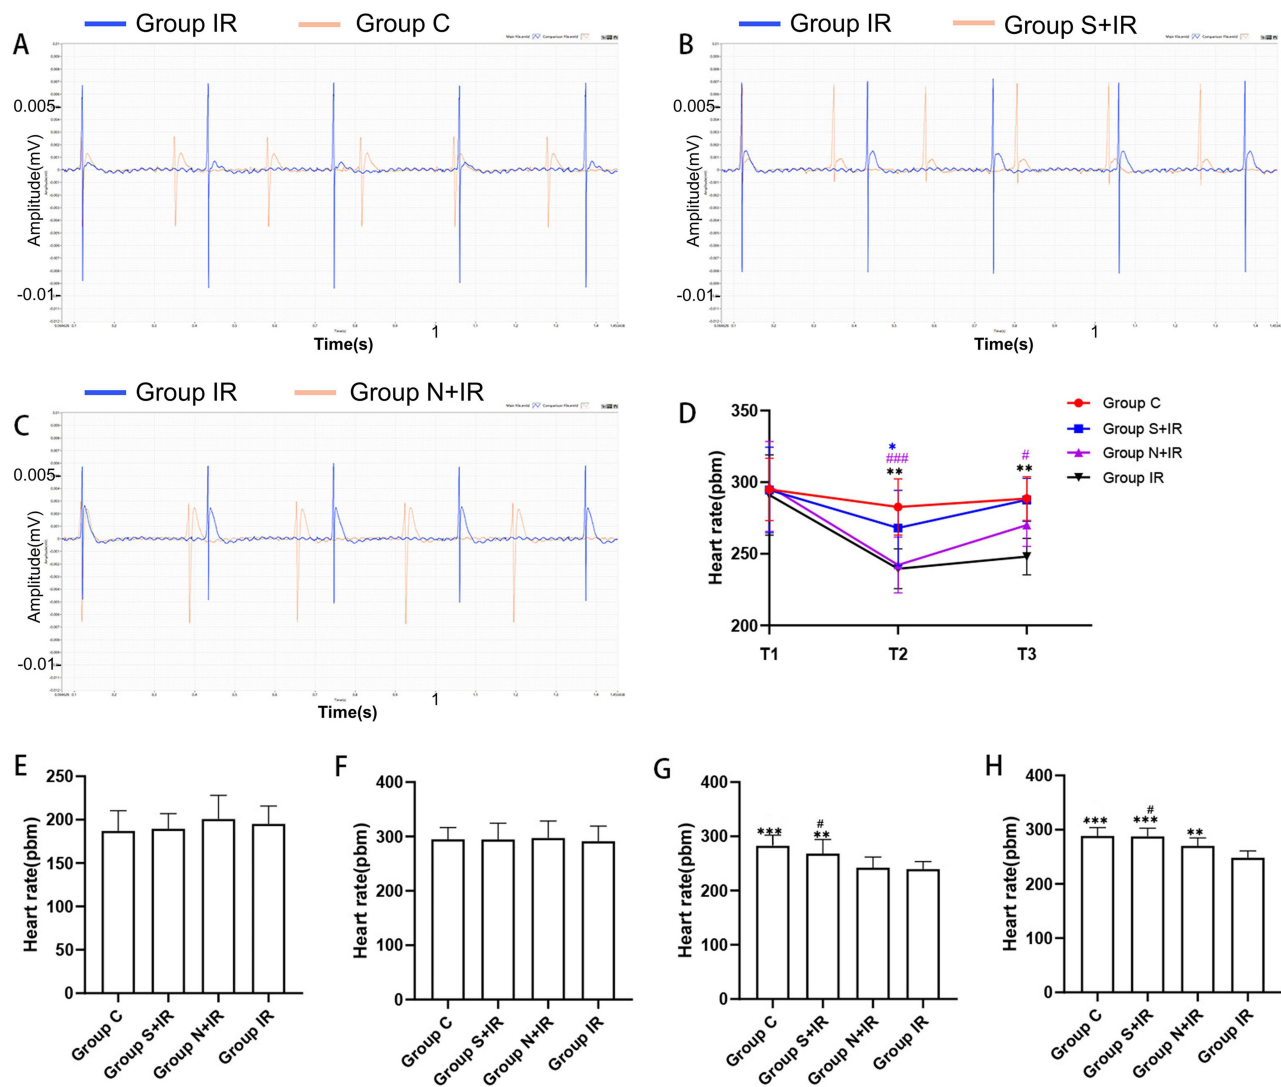 Group IR Group C
A
Main Filename(s) Comparison Filename(s)
0.005
Amplitude(mV)
-0.01
1
Time(s)
Group IR Group S+IR
B
0.005
Amplitude(mV)
-0.01
1
Time(s)
Group IR Group N+IR
C
0.005
Amplitude(mV)
-0.01
1
Time(s)
D
Heart rate(pbm)
350
300
250
200
T1 T2 T3
*
###
**
#
**
Group C
Group S+IR
Group N+IR
Group IR
E
Heart rate(pbm)
250
200
150
100
50
0
Group C Group S+IR Group N+IR Group IR
F
Heart rate(pbm)
400
300
200
100
0
Group C Group S+IR Group N+IR Group IR
G
Heart rate(pbm)
400
300
200
100
0
***
#
**
Group C Group S+IR Group N+IR Group IR
H
Heart rate(pbm)
400
300
200
100
0
***
#
***
**
Group C Group S+IR Group N+IR Group IR